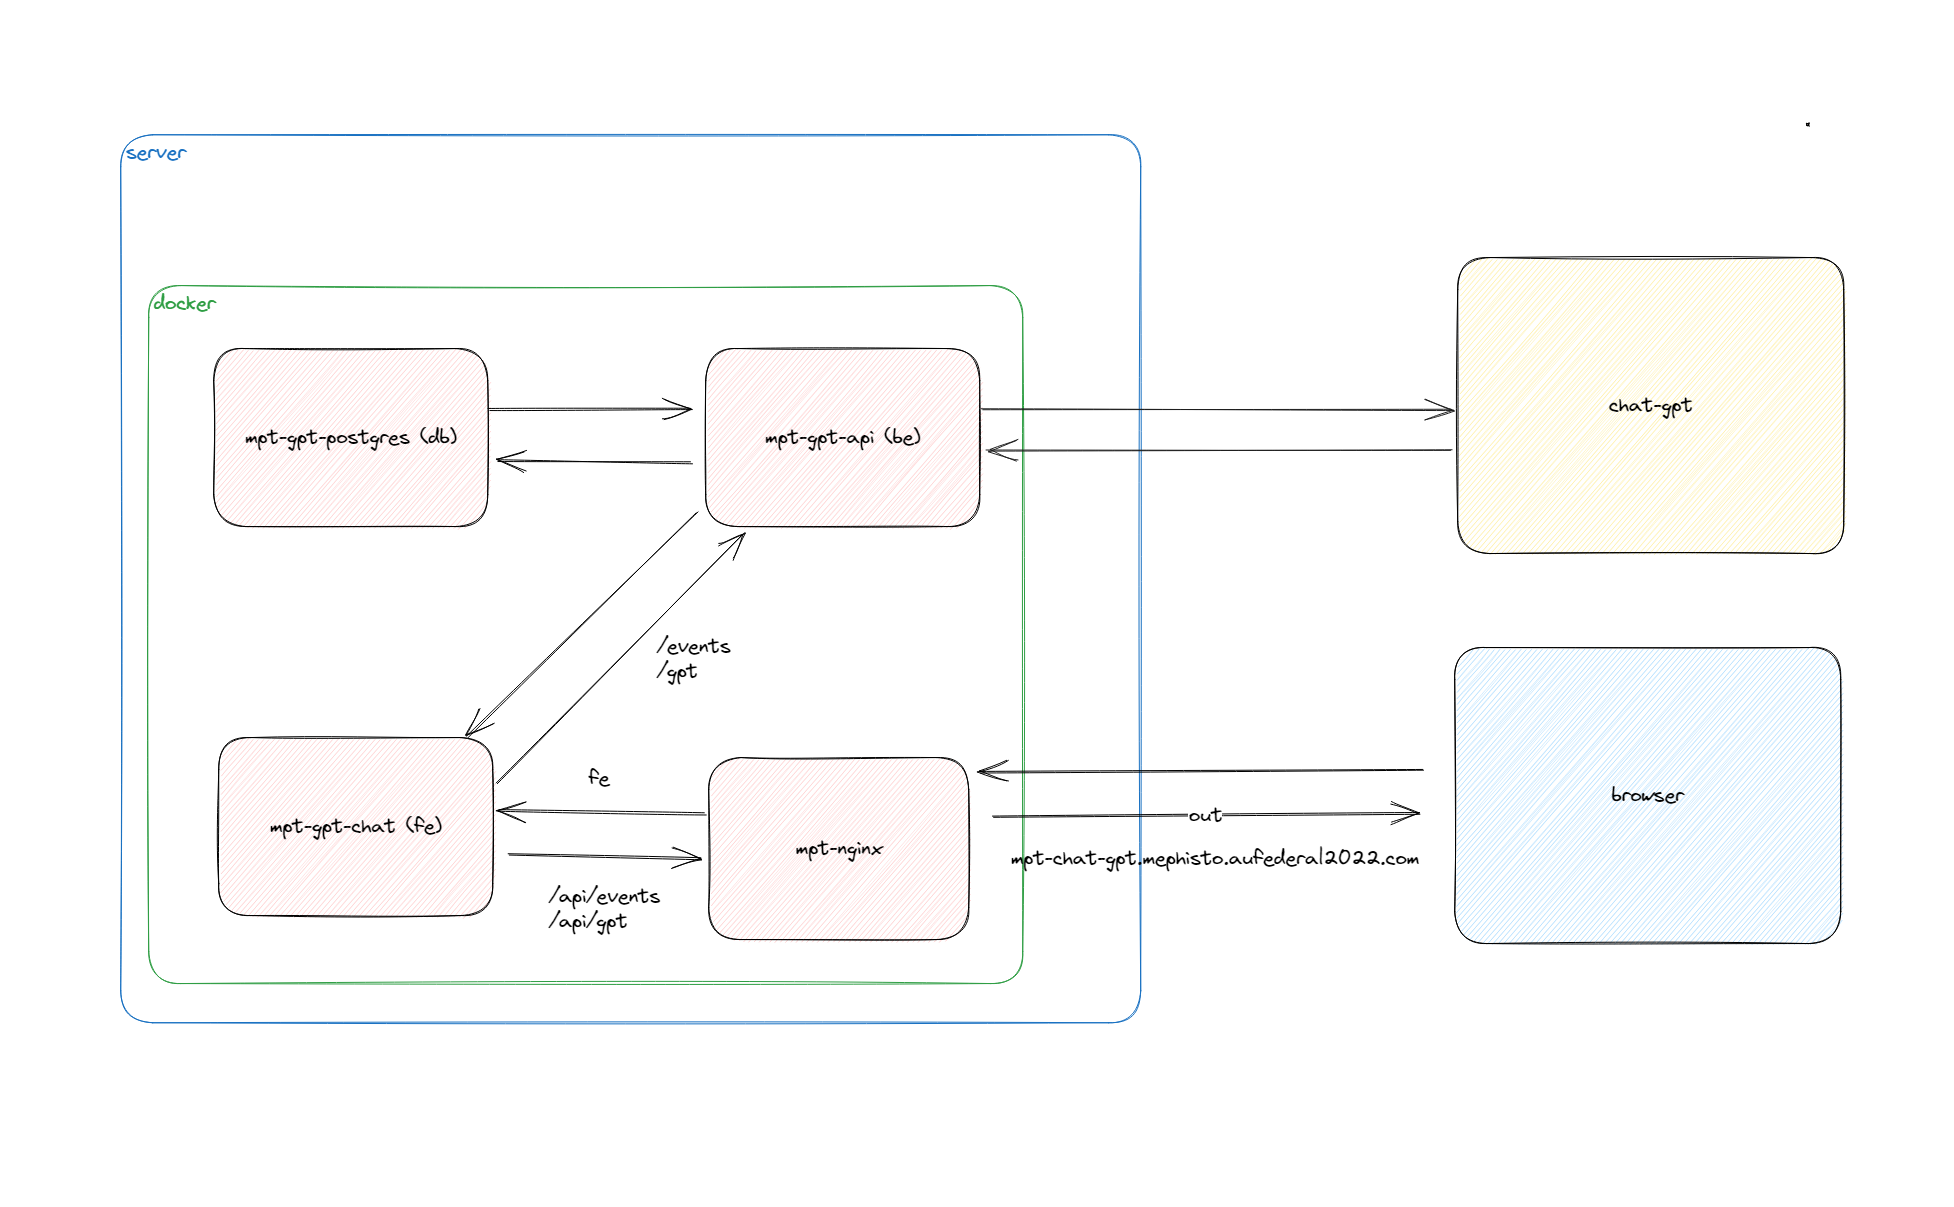 server
docker
mpt-gpt-postgres (db)
mpt-gpt-api (be)
chat-gpt
/events
/gpt
fe
mpt-gpt-chat (fe)
mpt-nginx
/api/events
/api/gpt
out
mpt-chat-gpt.mephisto.aufederal2022.com
browser